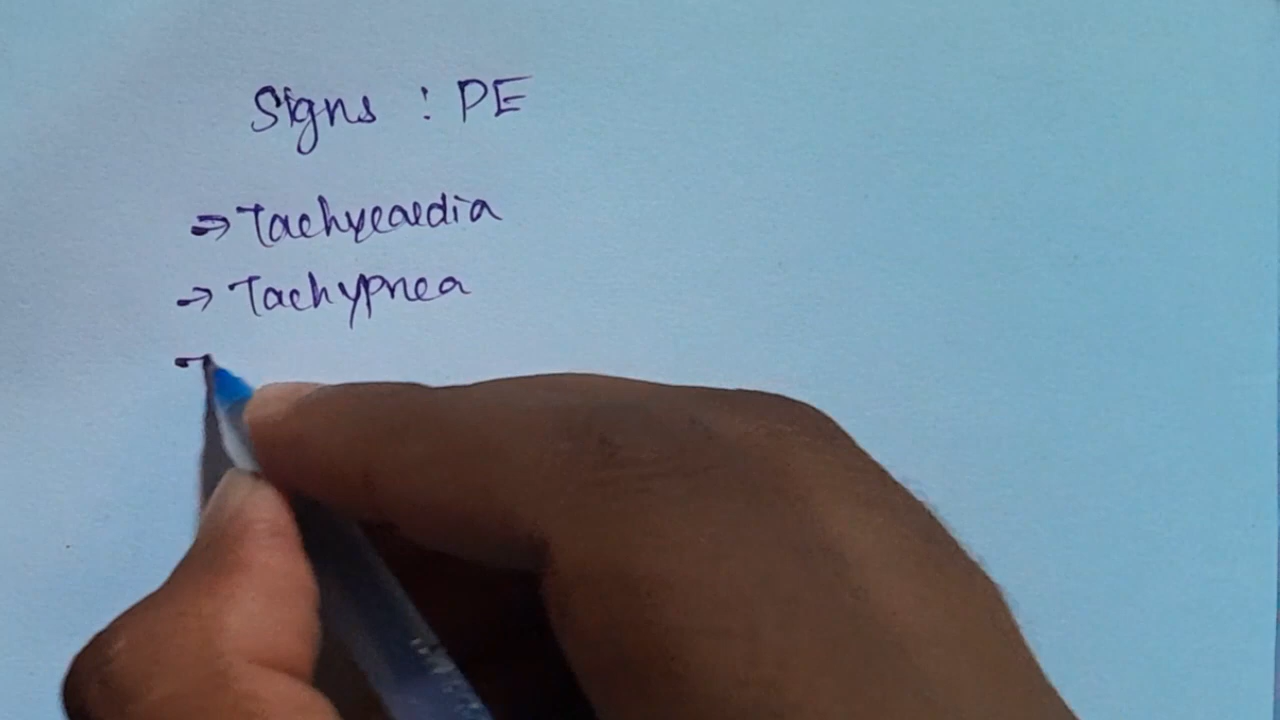 Signs : PE
→ Tachycardia
→ Tachypnea